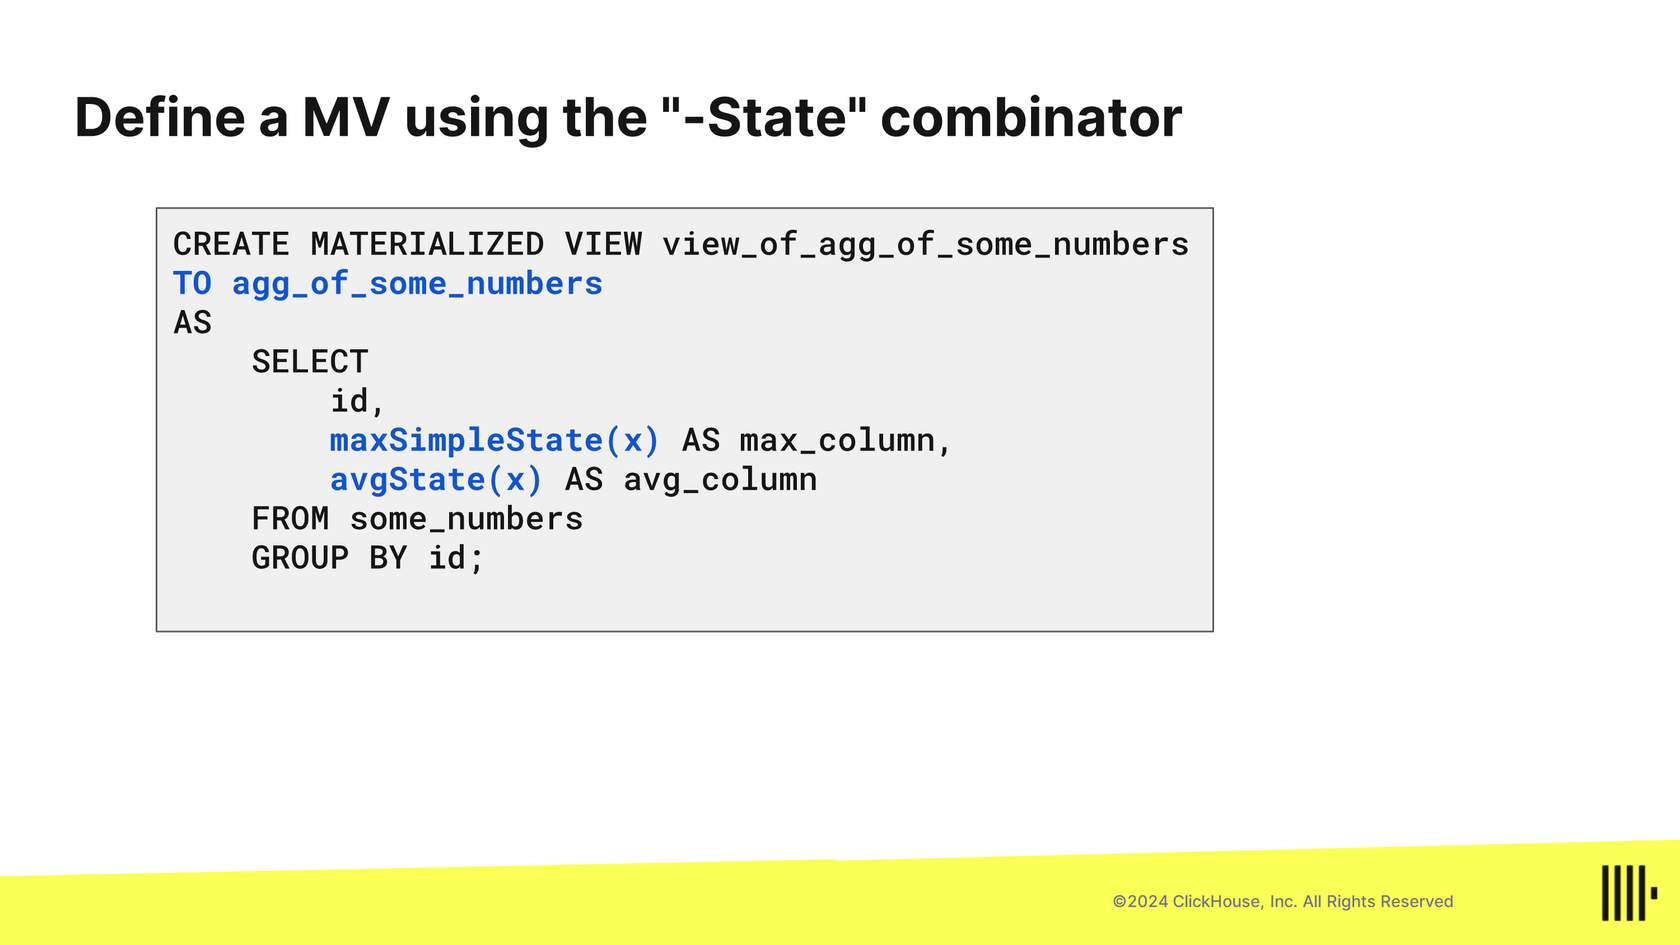 Define a MV using the "-State" combinator
CREATE MATERIALIZED VIEW view_of_agg_of_some_numbers
TO agg_of_some_numbers
AS
    SELECT
        id,
        maxSimpleState(x) AS max_column,
        avgState(x) AS avg_column
    FROM some_numbers
    GROUP BY id;
©2024 ClickHouse, Inc. All Rights Reserved